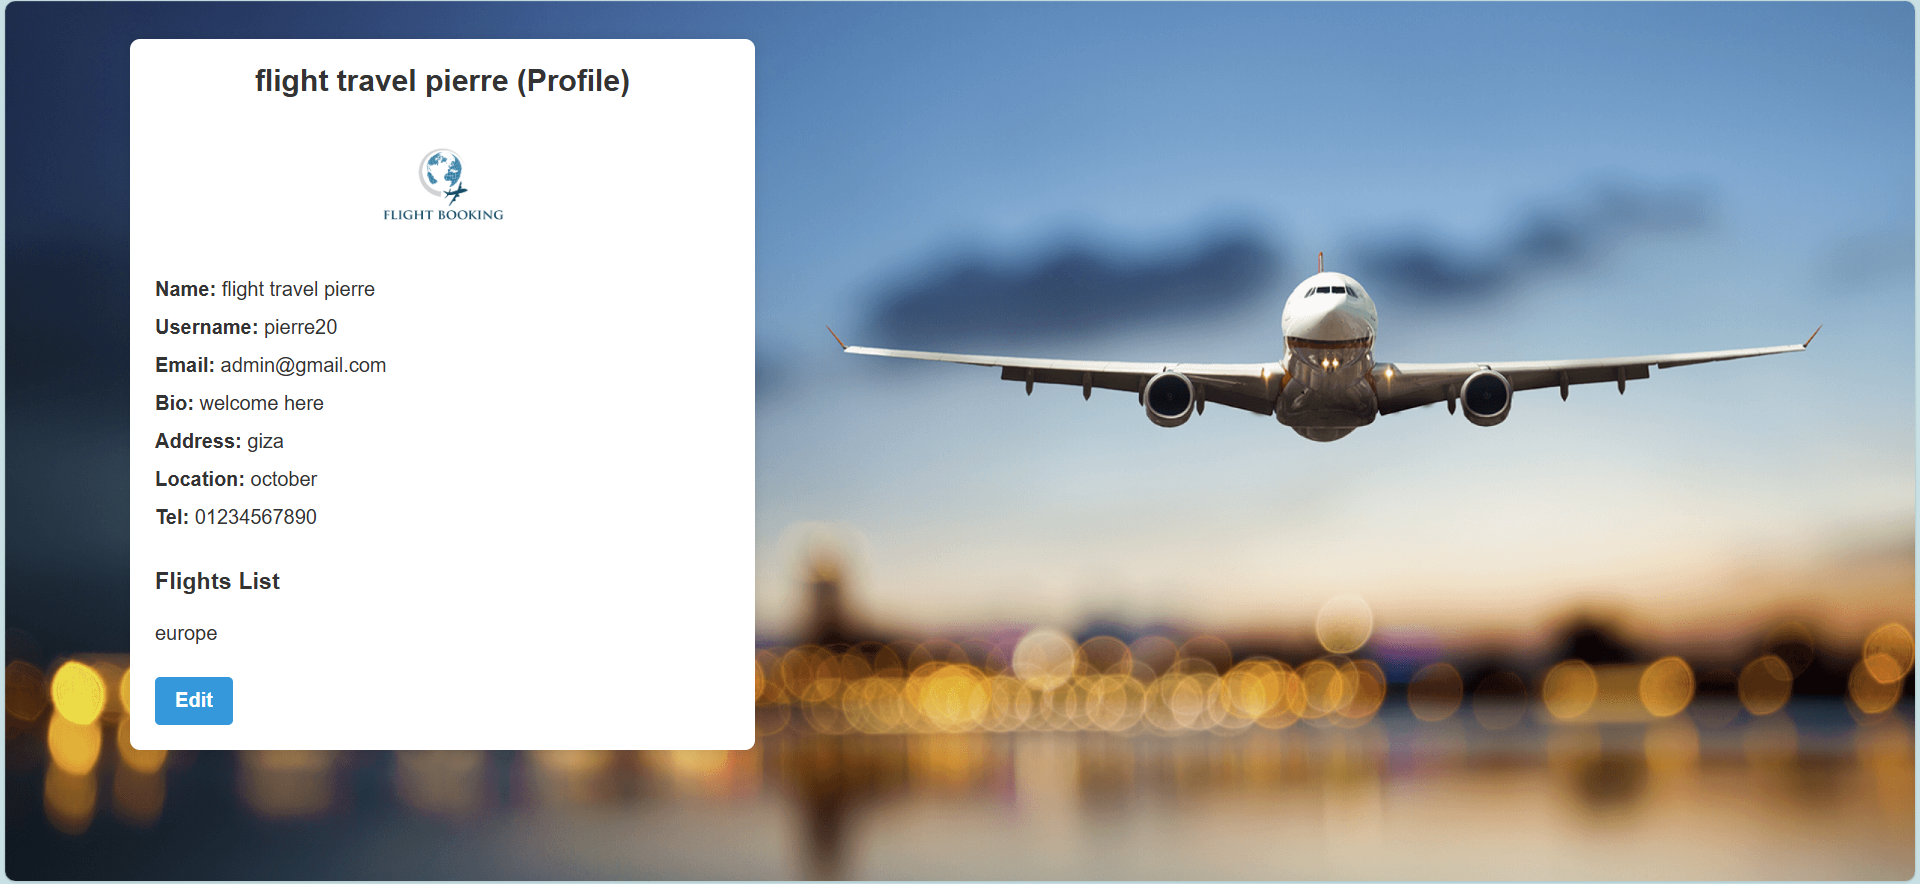 flight travel pierre (Profile)
FLIGHT BOOKING
Name: flight travel pierre
Username: pierre20
Email: admin@gmail.com
Bio: welcome here
Address: giza
Location: october
Tel: 01234567890
Flights List
europe
Edit